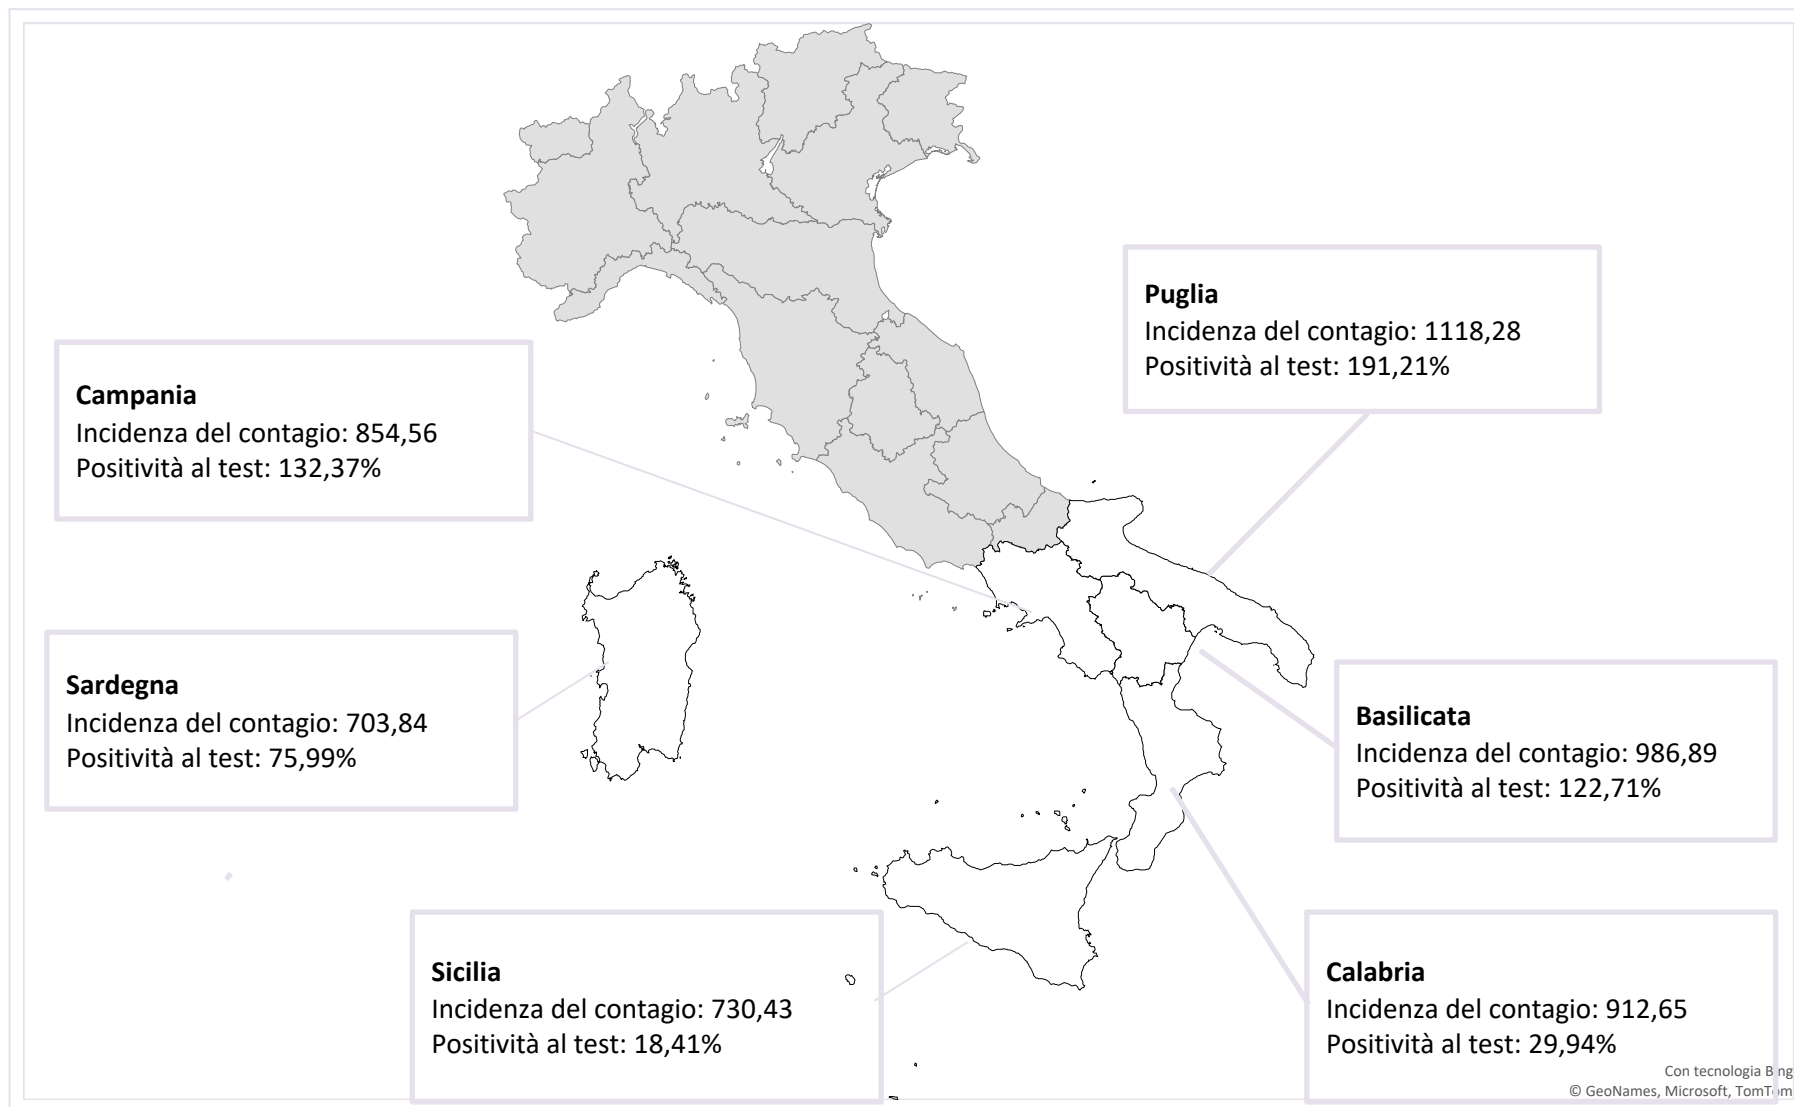 Puglia
Incidenza del contagio: 1118,28
Positività al test: 191,21%
Campania
Incidenza del contagio: 854,56
Positività al test: 132,37%
Sardegna
Incidenza del contagio: 703,84
Positività al test: 75,99%
Basilicata
Incidenza del contagio: 986,89
Positività al test: 122,71%
Sicilia
Incidenza del contagio: 730,43
Positività al test: 18,41%
Calabria
Incidenza del contagio: 912,65
Positività al test: 29,94%
Con tecnologia Bing
© GeoNames, Microsoft, TomTom